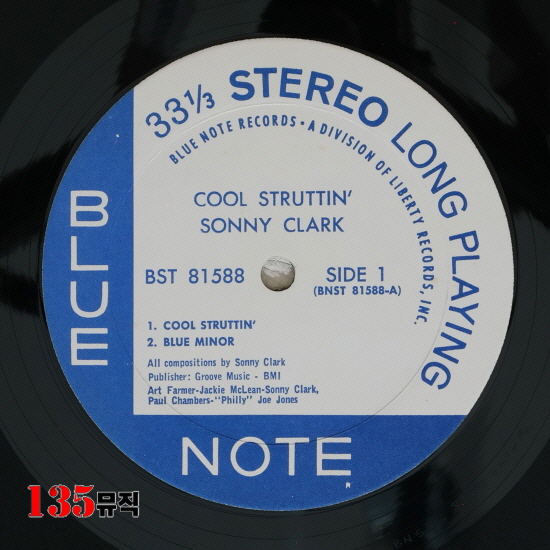 33⅓ STEREO LONG PLAYING
BLUE NOTE RECORDS • A DIVISION OF LIBERTY RECORDS, INC.
COOL STRUTTIN'
SONNY CLARK
BST 81588
SIDE 1
(BNST 81588-A)
1. COOL STRUTTIN'
2. BLUE MINOR
All compositions by Sonny Clark
Publisher: Groove Music - BMI
Art Farmer-Jackie McLean-Sonny Clark,
Paul Chambers-"Philly" Joe Jones
BLUE
NOTE
135뮤직